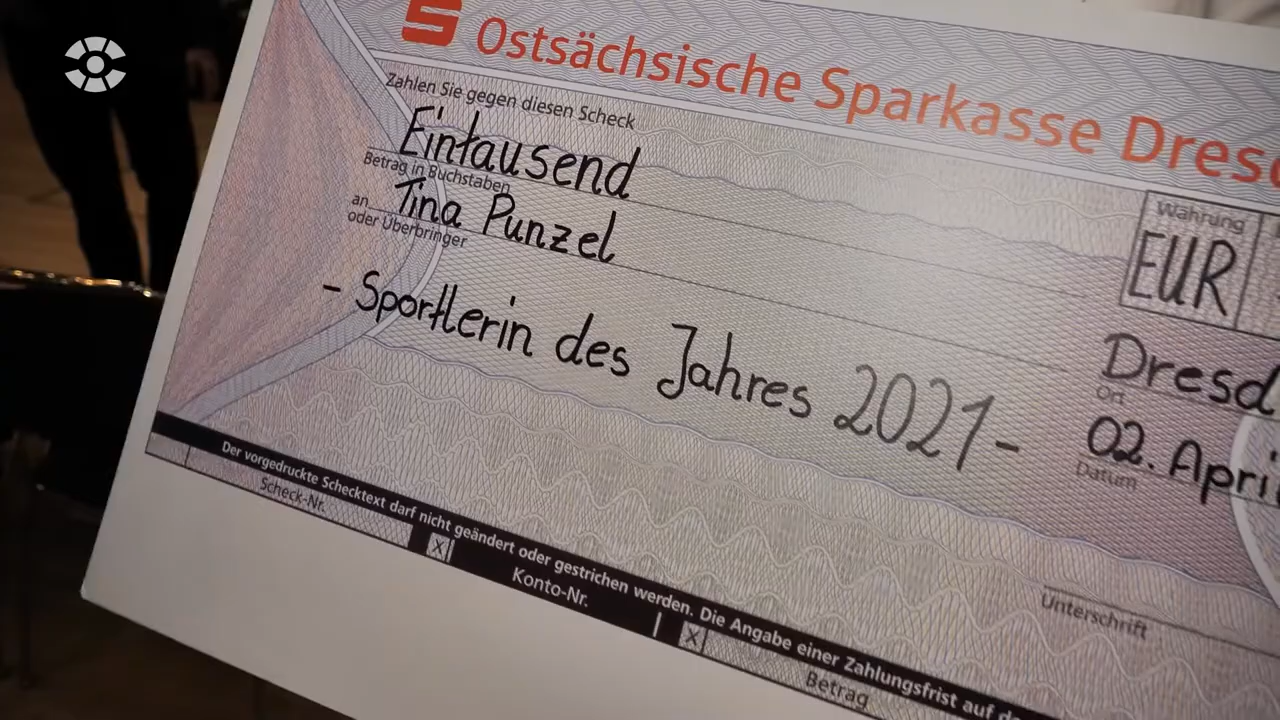 Ostsächsische Sparkasse Dresd
Zahlen Sie gegen diesen Scheck
Eintausend
Betrag in Buchstaben
an Tina Punzel
oder Überbringer
Währung
EUR
- Sportlerin des Jahres 2021 -
Dresd
Ort
02. April
Datum
Unterschrift
Der vorgedruckte Schecktext darf nicht geändert oder gestrichen werden. Die Angabe einer Zahlungsfrist auf de
Scheck-Nr.
X
Konto-Nr.
X
Betrag